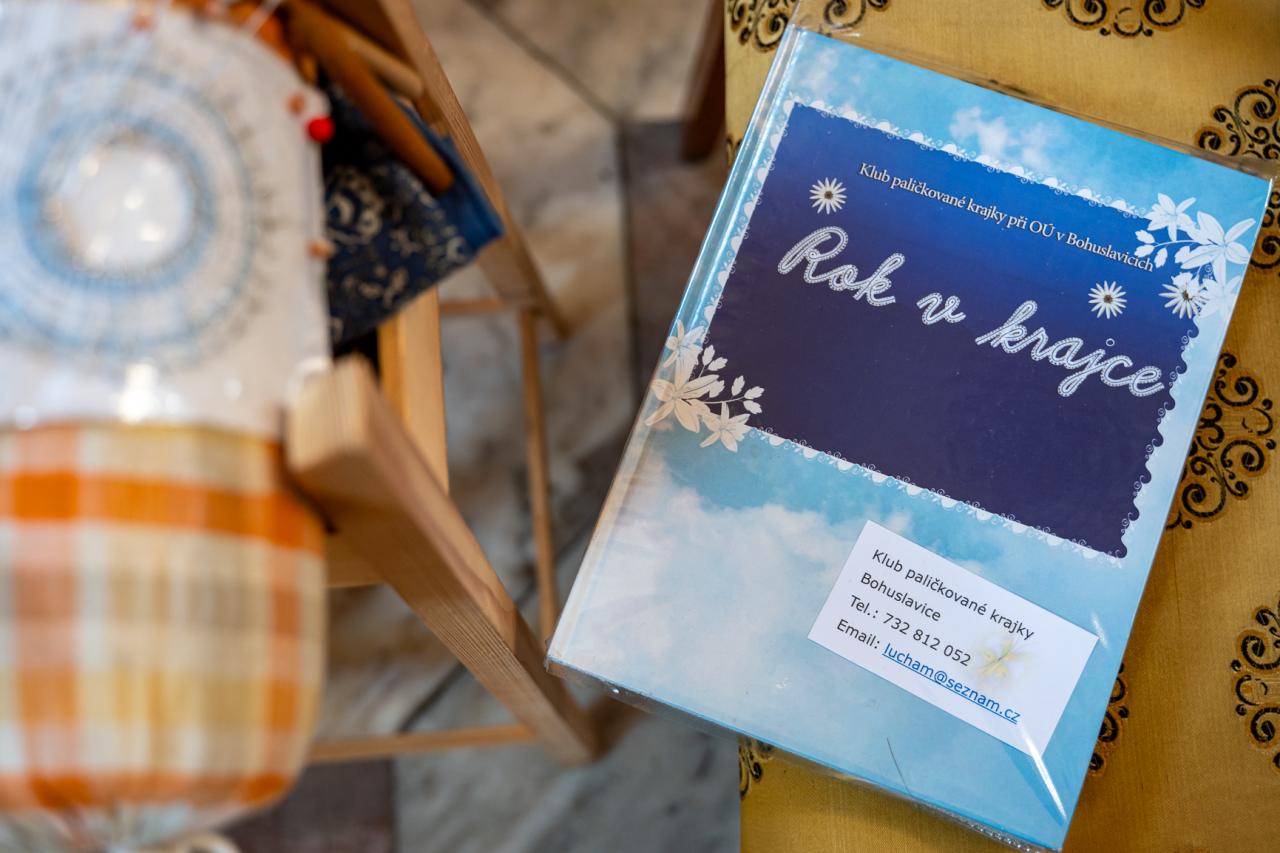 Klub paličkované krajky při OÚ v Bohuslavicích
Rok v krajce
Klub paličkované krajky
Bohuslavice
Tel.: 732 812 052
Email: lucham@seznam.cz